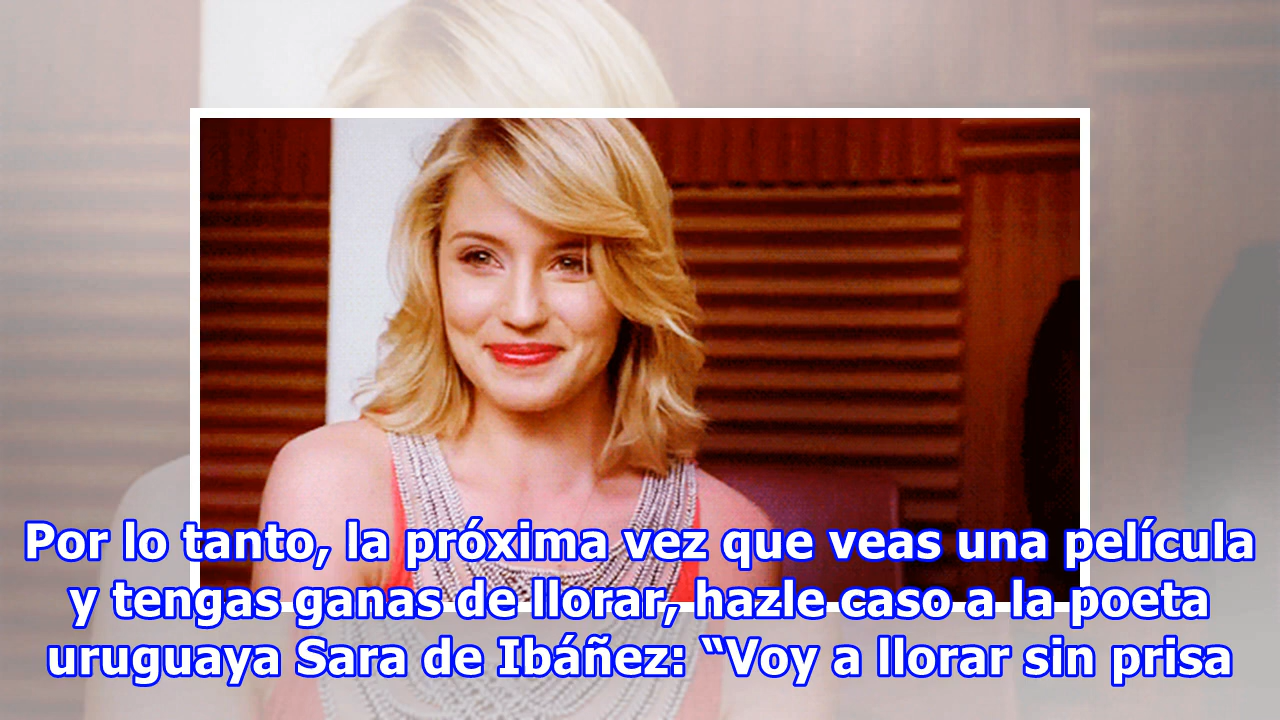 Por lo tanto, la próxima vez que veas una película
y tengas ganas de llorar, hazle caso a la poeta
uruguaya Sara de Ibáñez: “Voy a llorar sin prisa